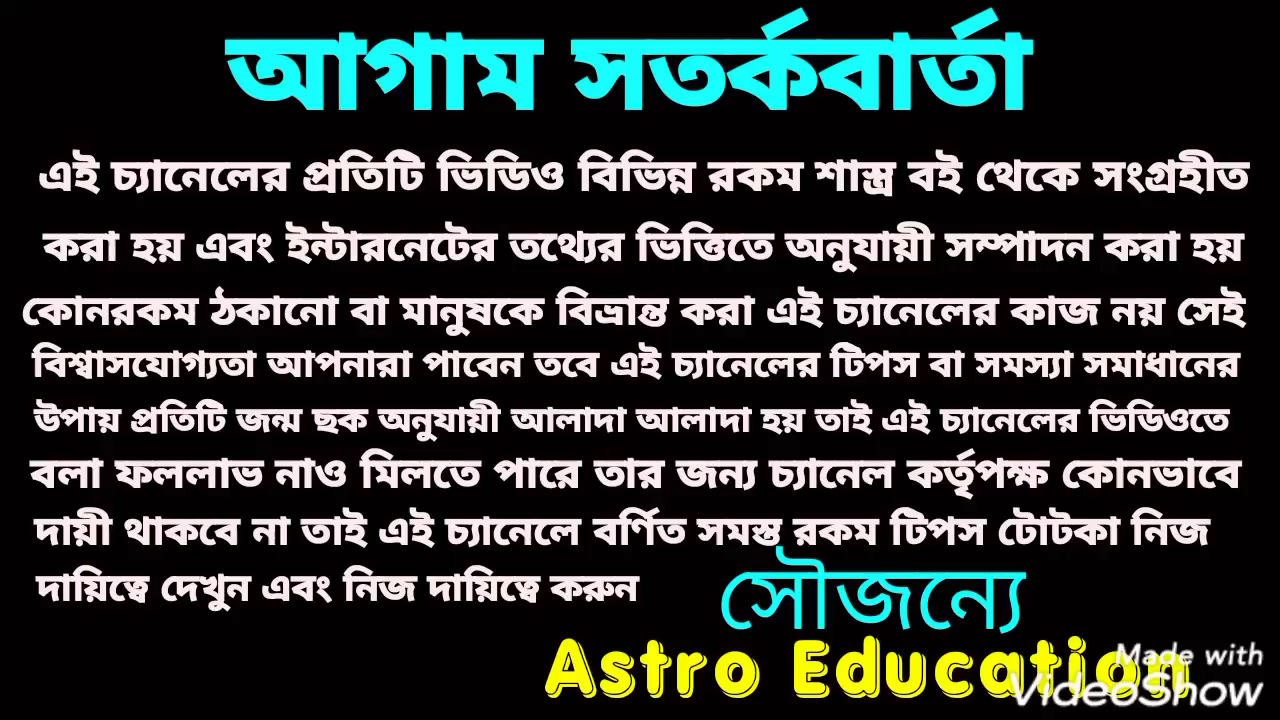 আগাম সতর্কবার্তা
এই চ্যানেলের প্রতিটি ভিডিও বিভিন্ন রকম শাস্ত্র বই থেকে সংগ্রহীত
করা হয় এবং ইন্টারনেটের তথ্যের ভিত্তিতে অনুযায়ী সম্পাদন করা হয়
কোনরকম ঠকানো বা মানুষকে বিভ্রান্ত করা এই চ্যানেলের কাজ নয় সেই
বিশ্বাসযোগ্যতা আপনারা পাবেন তবে এই চ্যানেলের টিপস বা সমস্যা সমাধানের
উপায় প্রতিটি জন্ম ছক অনুযায়ী আলাদা আলাদা হয় তাই এই চ্যানেলের ভিডিওতে
বলা ফললাভ নাও মিলতে পারে তার জন্য চ্যানেল কর্তৃপক্ষ কোনভাবে
দায়ী থাকবে না তাই এই চ্যানেলে বর্ণিত সমস্ত রকম টিপস টোটকা নিজ
দায়িত্বে দেখুন এবং নিজ দায়িত্বে করুন
সৌজন্যে
Astro Education
Made with
VideoShow